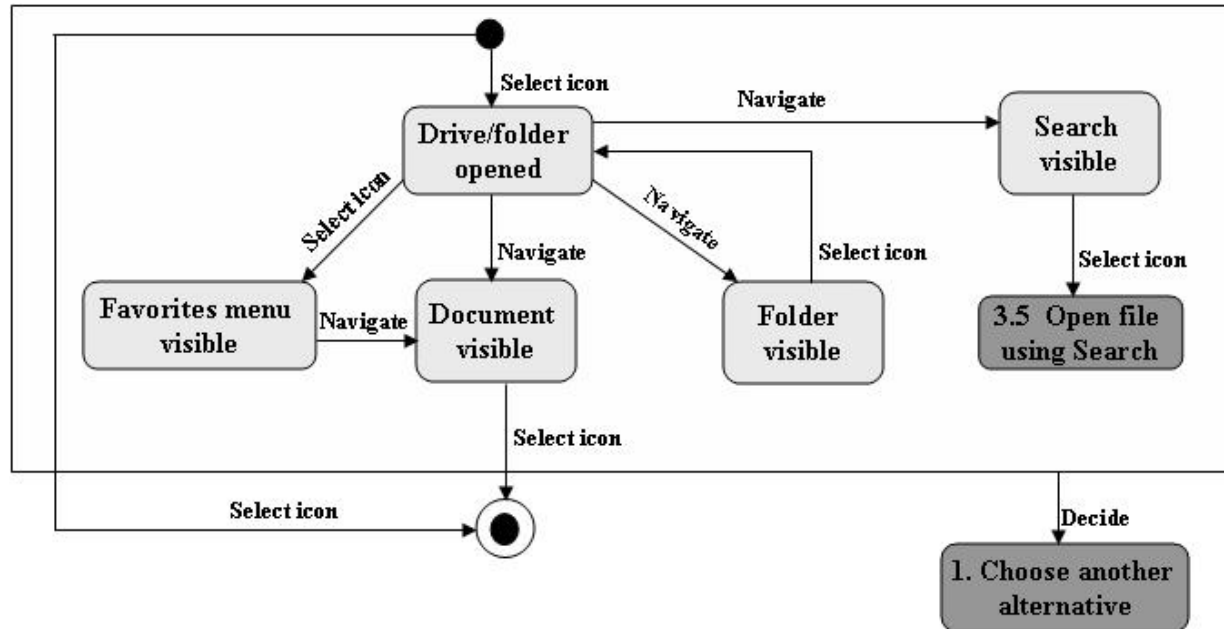 Select icon
Navigate
Drive/folder
opened
Search
visible
Select icon
Navigate
Navigate
Select icon
Select icon
Favorites menu
visible
Navigate
Document
visible
Folder
visible
3.5 Open file
using Search
Select icon
Select icon
Decide
1. Choose another
alternative